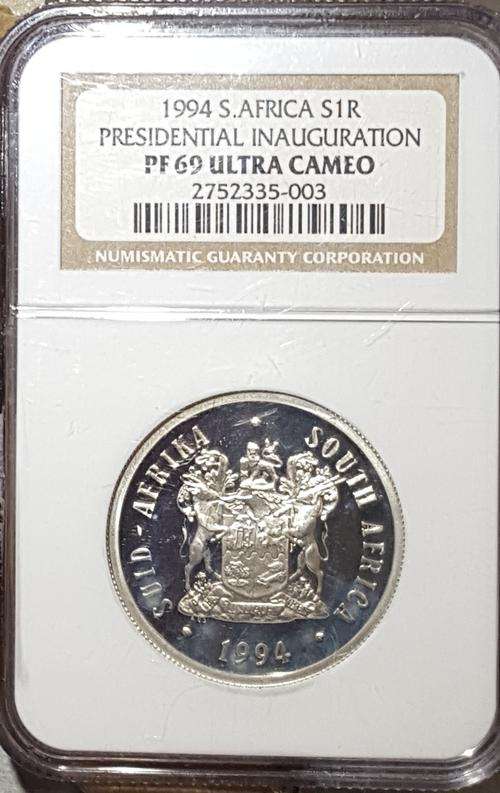 1994 S.AFRICA S1R
PRESIDENTIAL INAUGURATION
PF 69 ULTRA CAMEO
2752335-003
NUMISMATIC GUARANTY CORPORATION
SUID - AFRIKA
SOUTH AFRICA
· 1994 ·